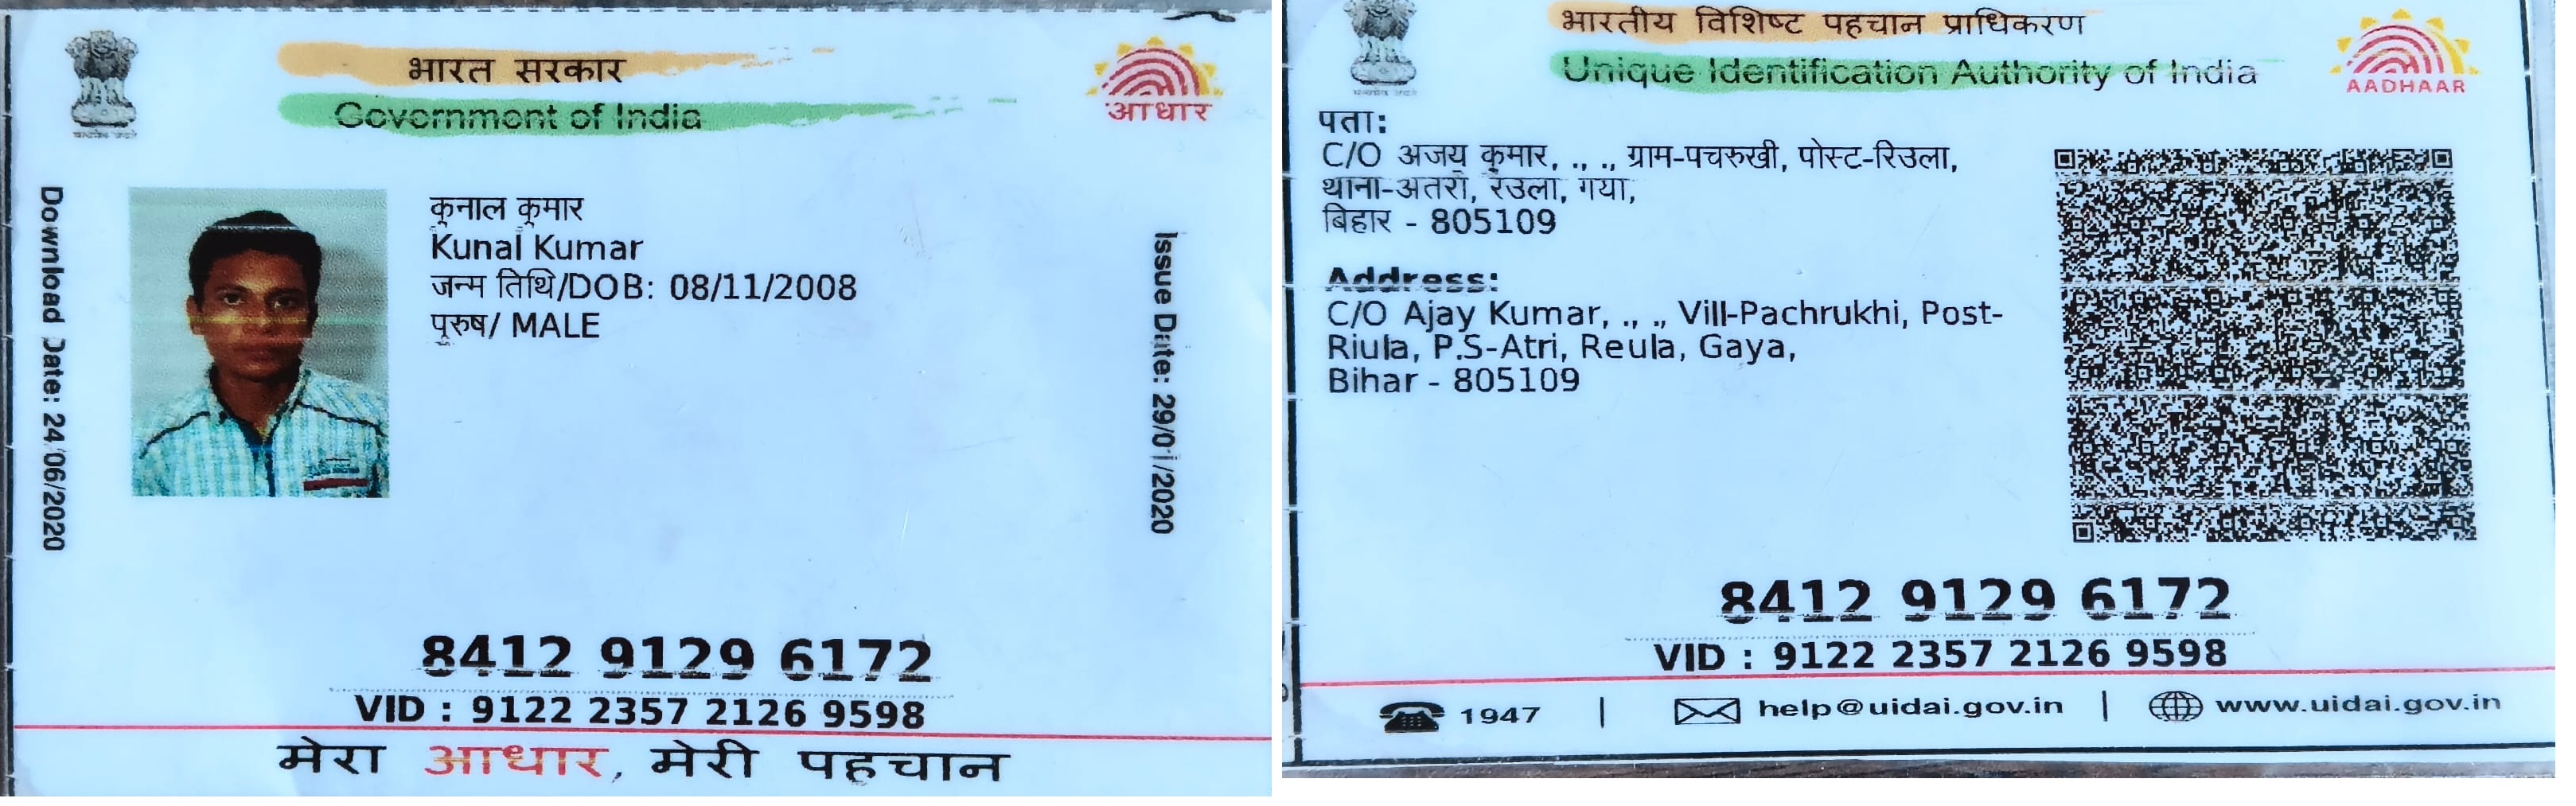 भारत सरकार
Government of India
आधार
Download Date: 24/06/2020
कुनाल कुमार
Kunal Kumar
जन्म तिथि/DOB: 08/11/2008
पुरुष/ MALE
Issue Date: 29/01/2020
8412 9129 6172
VID : 9122 2357 2126 9598
मेरा आधार, मेरी पहचान
भारतीय विशिष्ट पहचान प्राधिकरण
Unique Identification Authority of India
AADHAAR
पता:
C/O अजय कुमार, ., ., ग्राम-पचरुखी, पोस्ट-रिउला,
थाना-अतरी, रेउला, गया,
बिहार - 805109
Address:
C/O Ajay Kumar, ., ., Vill-Pachrukhi, Post-
Riula, P.S-Atri, Reula, Gaya,
Bihar - 805109
8412 9129 6172
VID : 9122 2357 2126 9598
1947 | help@uidai.gov.in | www.uidai.gov.in